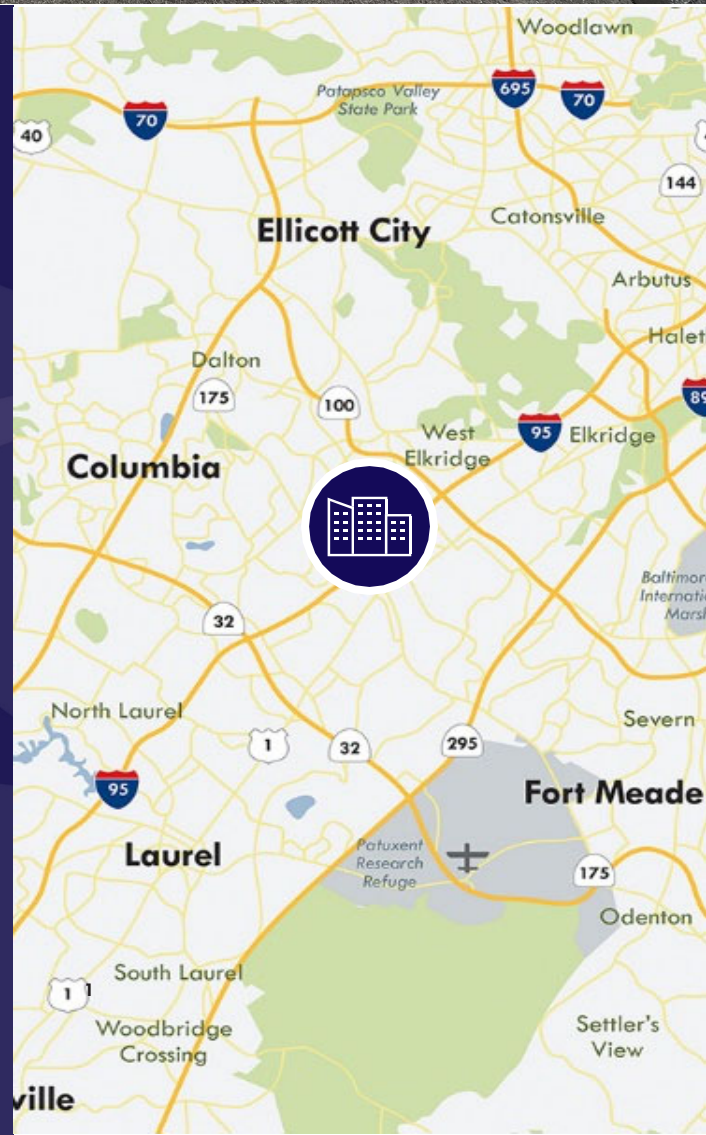 Woodlawn
Patapsco Valley
State Park
695
70
70
40
144
Ellicott City
Catonsville
Arbutus
Dalton
175
100
West
Elkridge
95
Elkridge
Columbia
32
North Laurel
1
32
295
Severn
95
Fort Meade
Laurel
Patuxent
Research
Refuge
175
Odenton
South Laurel
1
Woodbridge
Crossing
Settler's
View
ville